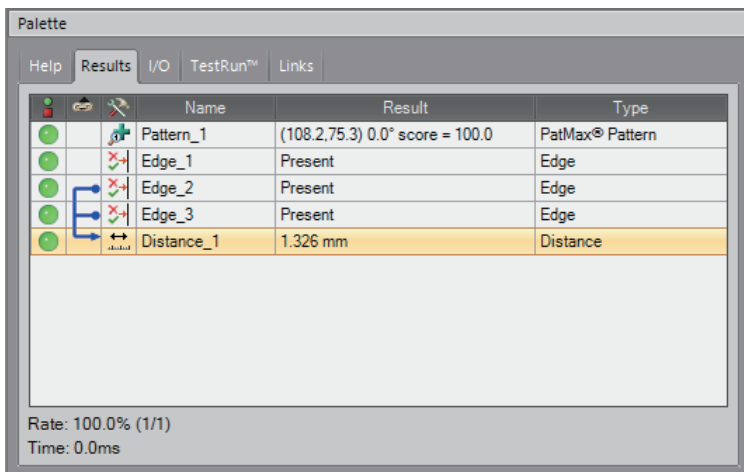 Palette
Help Results I/O TestRun™ Links
Name Result Type
Pattern_1 (108.2,75.3) 0.0° score = 100.0 PatMax® Pattern
Edge_1 Present Edge
Edge_2 Present Edge
Edge_3 Present Edge
Distance_1 1.326 mm Distance
Rate: 100.0% (1/1)
Time: 0.0ms